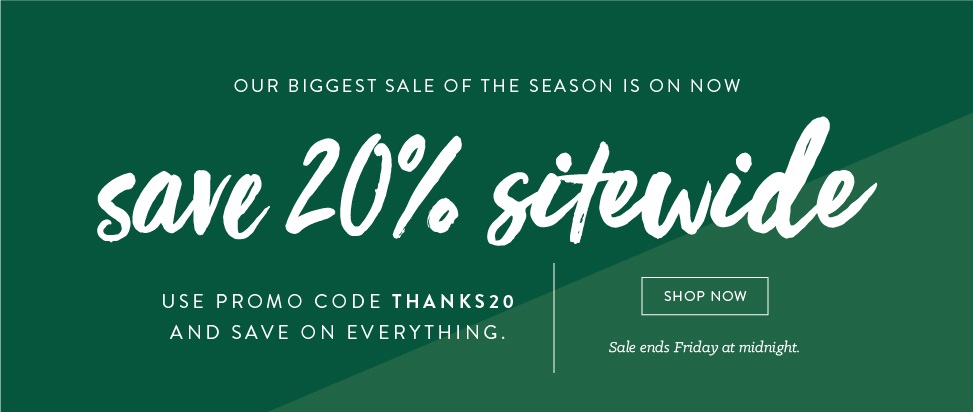 OUR BIGGEST SALE OF THE SEASON IS ON NOW
save 20% sitewide
USE PROMO CODE THANKS20
AND SAVE ON EVERYTHING.
SHOP NOW
Sale ends Friday at midnight.